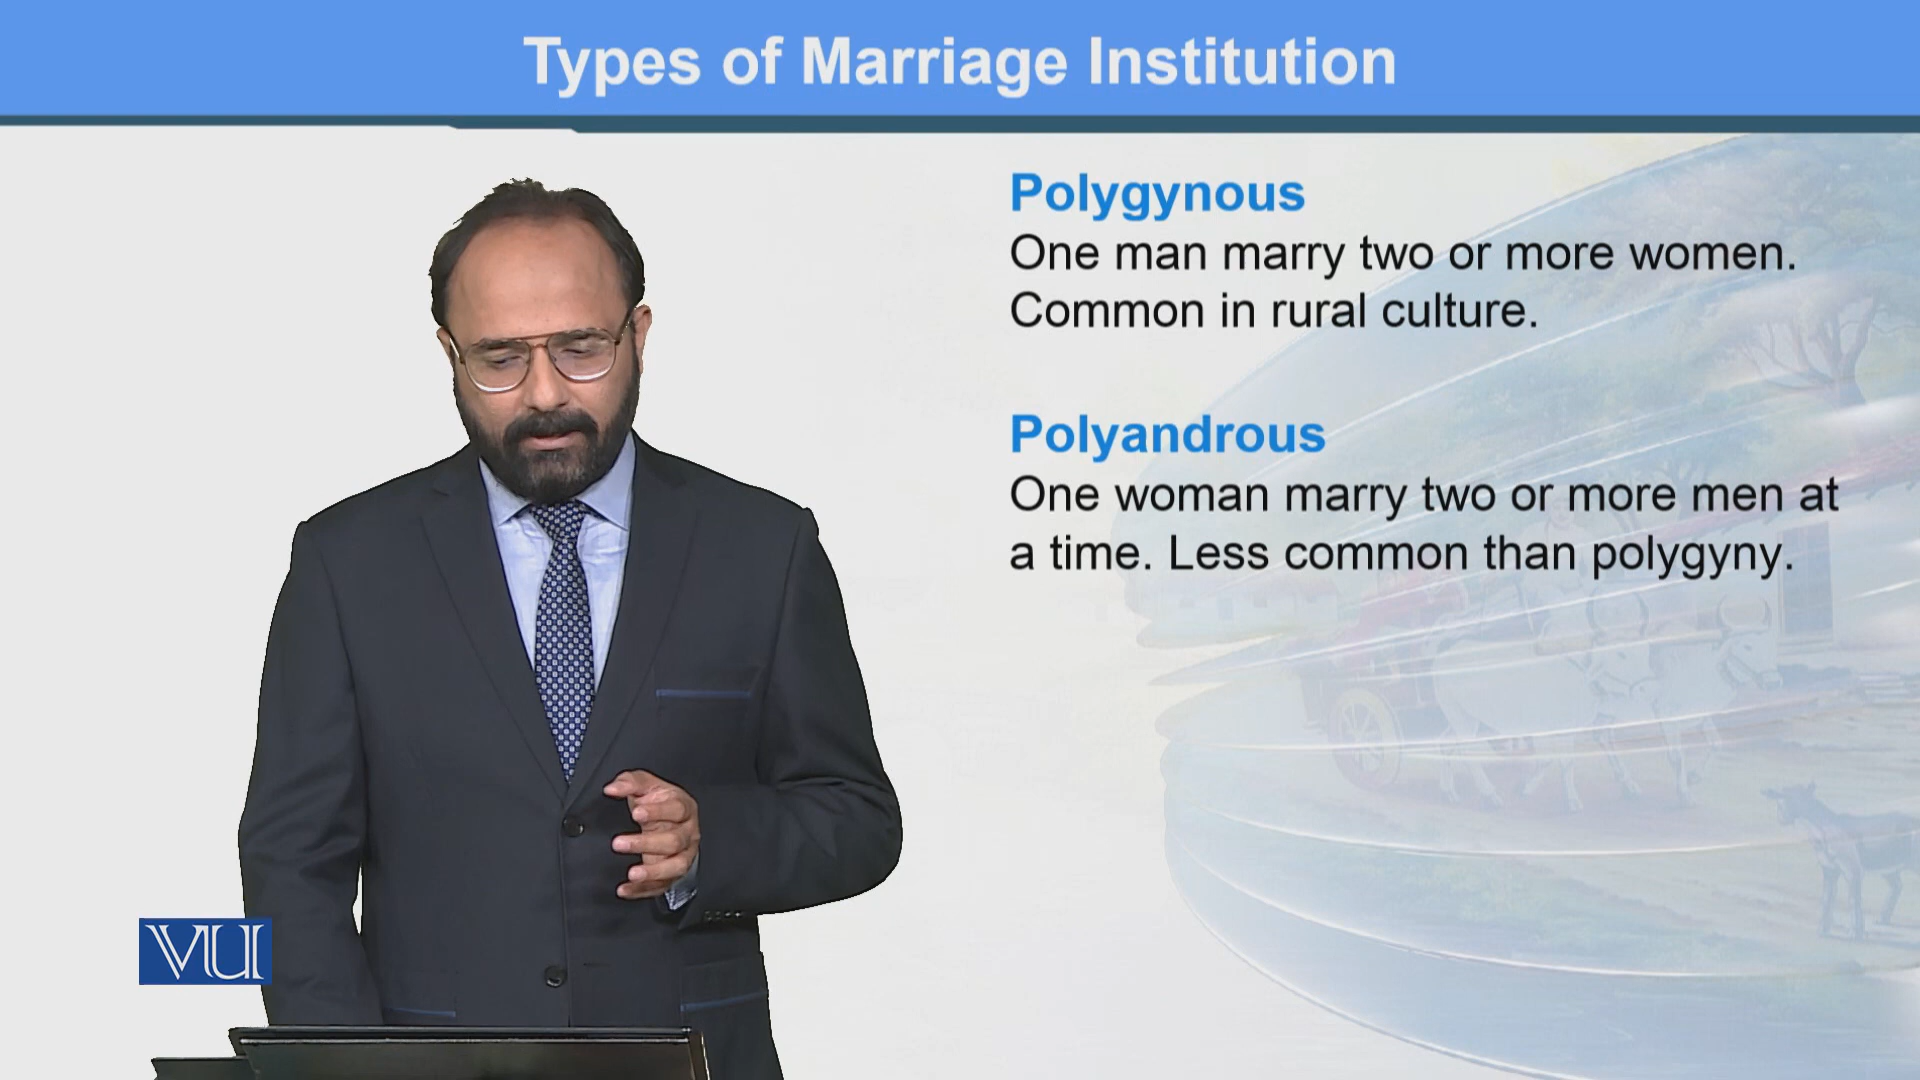 Types of Marriage Institution
Polygynous
One man marry two or more women.
Common in rural culture.
Polyandrous
One woman marry two or more men at
a time. Less common than polygyny.
VU